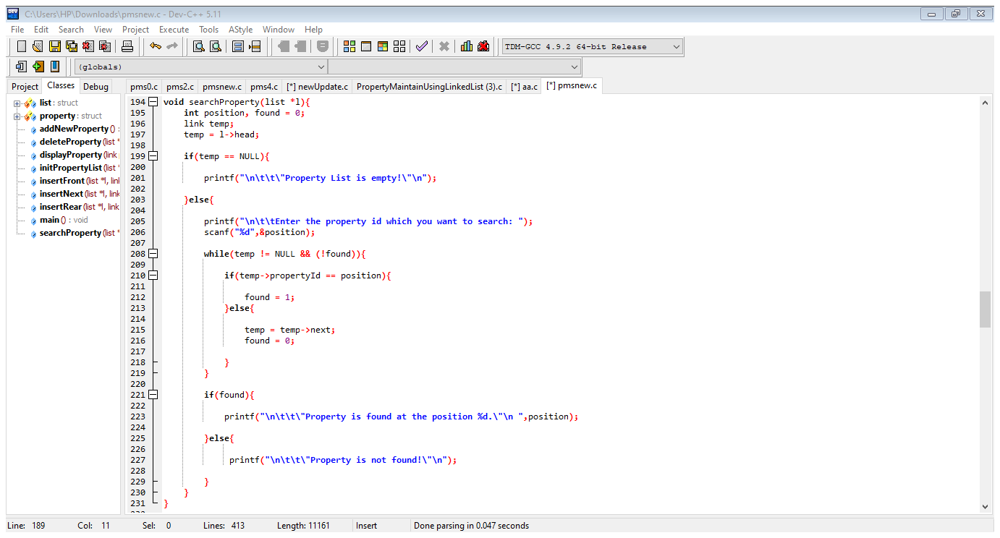 C:\Users\HP\Downloads\pmsnew.c - Dev-C++ 5.11
File Edit Search View Project Execute Tools AStyle Window Help
TDM-GCC 4.9.2 64-bit Release
(globals)
Project Classes Debug
pms0.c pms2.c pmsnew.c pms4.c [*] newUpdate.c PropertyMaintainUsingLinkedList (3).c [*] aa.c [*] pmsnew.c
list : struct
property : struct
addNewProperty () :
deleteProperty (list *
displayProperty (link
initPropertyList (list *
insertFront (list *l, link
insertNext (list *l, link
insertRear (list *l, link
main () : void
searchProperty (list *
194 void searchProperty(list *l){
195 int position, found = 0;
196 link temp;
197 temp = l->head;
198
199 if(temp == NULL){
200
201 printf("\n\t\t\"Property List is empty!\"\n");
202
203 }else{
204
205 printf("\n\t\tEnter the property id which you want to search: ");
206 scanf("%d",&position);
207
208 while(temp != NULL && (!found)){
209
210 if(temp->propertyId == position){
211
212 found = 1;
213 }else{
214
215 temp = temp->next;
216 found = 0;
217
218 }
219 }
220
221 if(found){
222
223 printf("\n\t\t\"Property is found at the position %d.\"\n ",position);
224
225 }else{
226
227 printf("\n\t\t\"Property is not found!\"\n");
228
229 }
230 }
231 }
Line: 189 Col: 11 Sel: 0 Lines: 413 Length: 11161 Insert Done parsing in 0.047 seconds